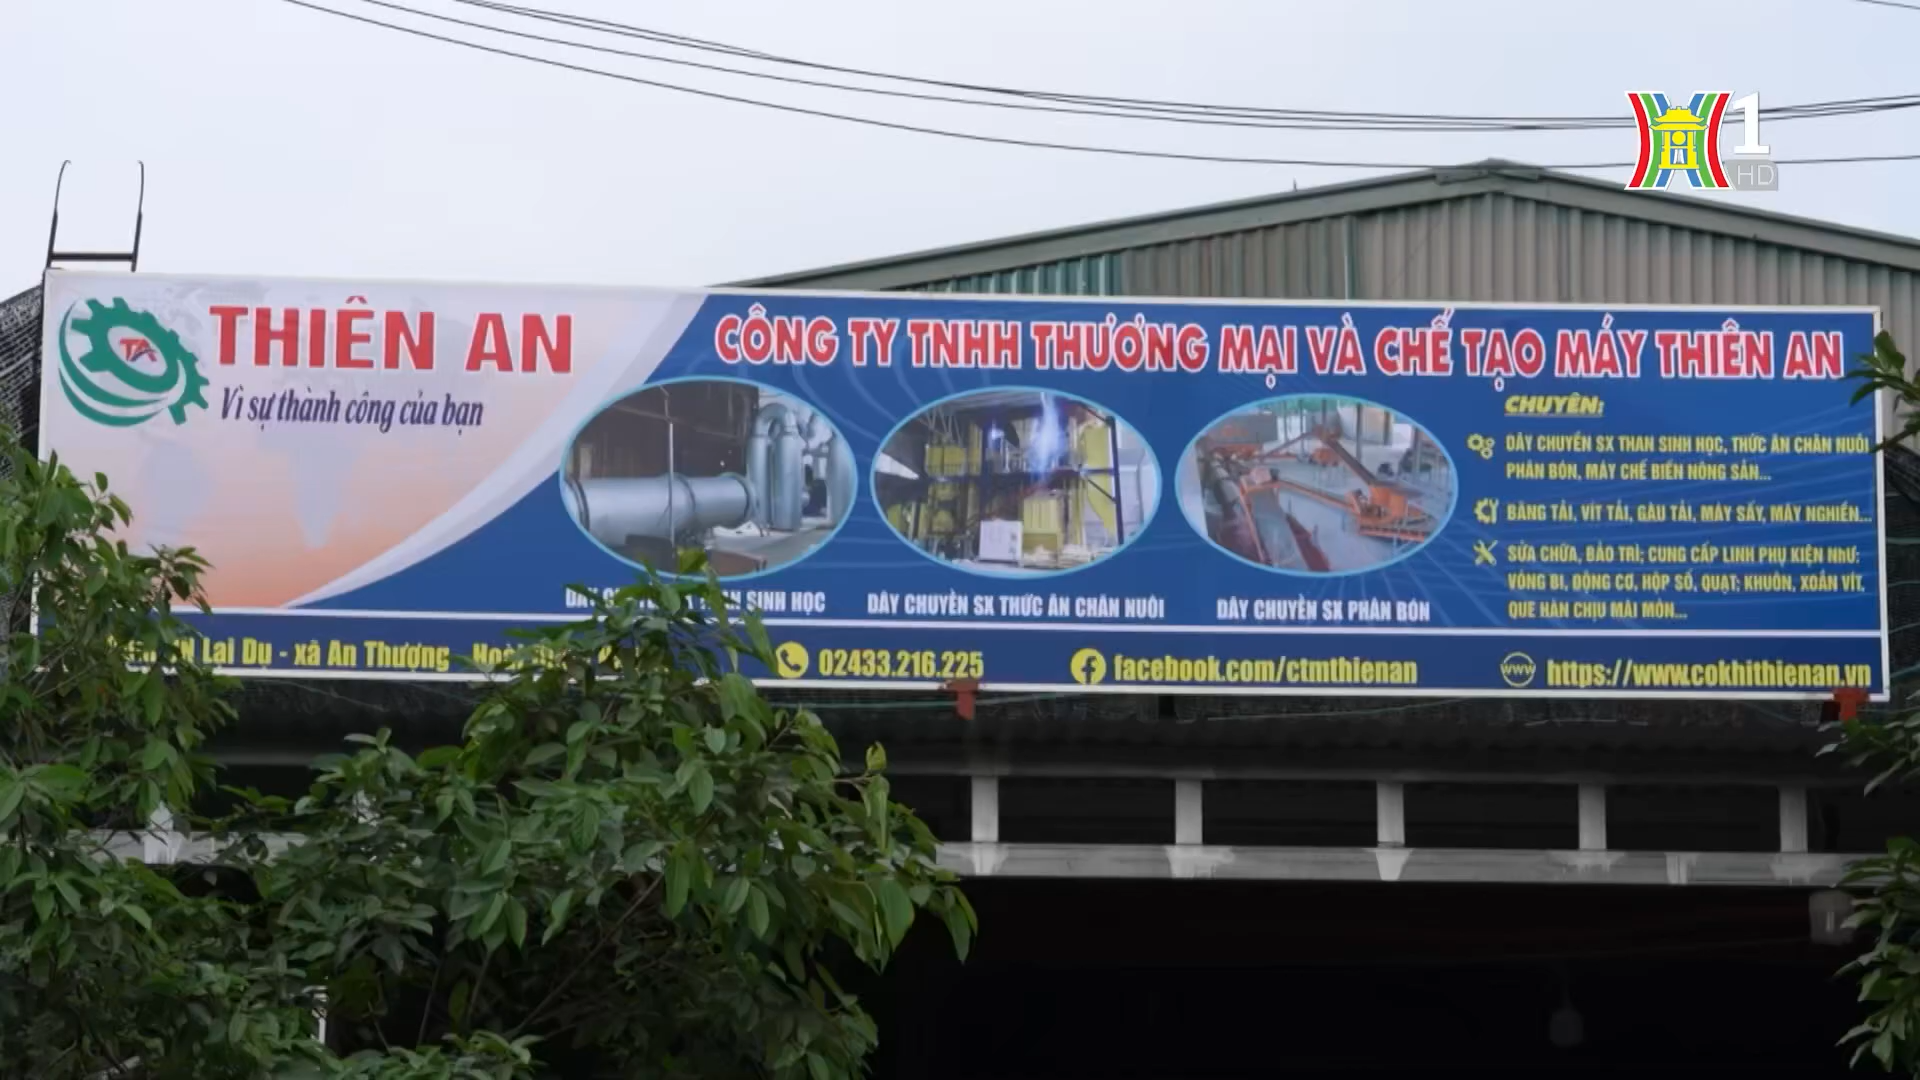 1
HD
THIÊN AN
TA
Vì sự thành công của bạn
CÔNG TY TNHH THƯƠNG MẠI VÀ CHẾ TẠO MÁY THIÊN AN
CHUYÊN:
DÂY CHUYỀN SX THAN SINH HỌC, THỨC ĂN CHĂN NUÔI
PHÂN BÓN, MÁY CHẾ BIẾN NÔNG SẢN...
BĂNG TẢI, VÍT TẢI, GẦU TẢI, MÁY SẤY, MÁY NGHIỀN...
SỬA CHỮA, BẢO TRÌ; CUNG CẤP LINH PHỤ KIỆN NHƯ:
VÒNG BI, ĐỘNG CƠ, HỘP SỐ, QUẠT; KHUÔN, XOẮN VÍT,
QUE HÀN CHỊU MÀI MÒN...
SINH HỌC
DÂY CHUYỀN SX THỨC ĂN CHĂN NUÔI
DÂY CHUYỀN SX PHÂN BÓN
Lai Dụ - xã An Thượng
02433.216.225
facebook.com/ctmthienan
www
https://www.cokhithienan.vn